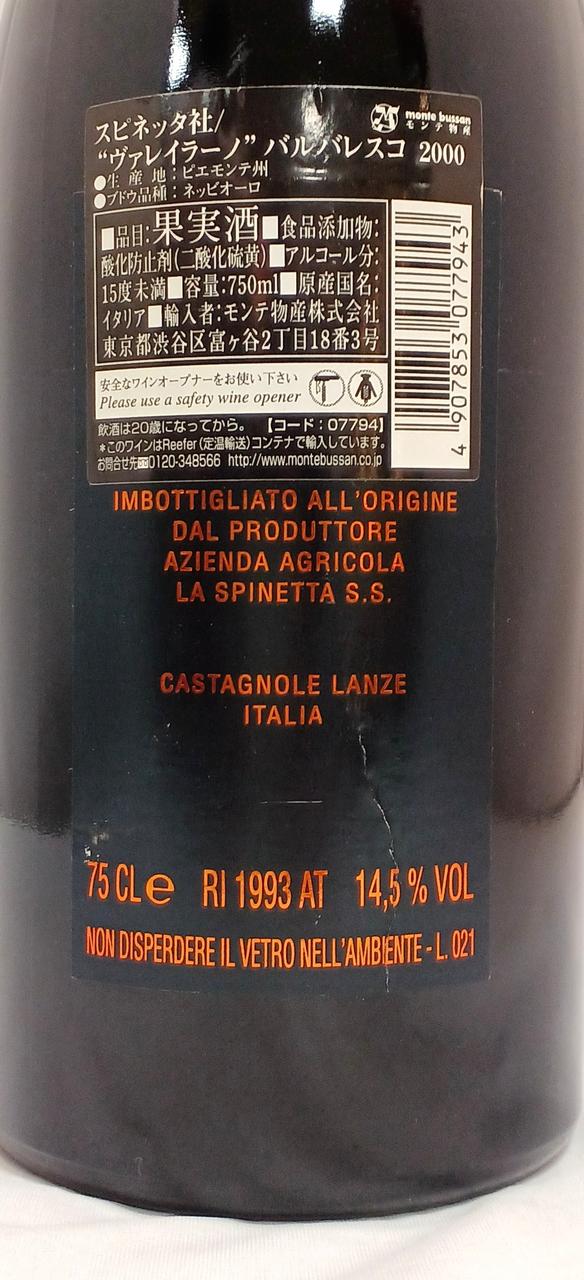 スピネッタ社/
monte bussan
モンテ物産
“ヴァレイラーノ” バルバレスコ 2000
●生産地：ピエモンテ州
●ブドウ品種：ネッビオーロ
■品目:果実酒■食品添加物:
酸化防止剤(二酸化硫黄)■アルコール分:
15度未満■容量:750ml■原産国名:
イタリア■輸入者:モンテ物産株式会社
東京都渋谷区富ヶ谷2丁目18番3号
安全なワインオープナーをお使い下さい
Please use a safety wine opener
飲酒は20歳になってから。【コード：07794】
*このワインはReefer(定温輸送)コンテナで輸入しています。
お問合せ先☎0120-348566 http://www.montebussan.co.jp
4 907853 077943
IMBOTTIGLIATO ALL'ORIGINE
DAL PRODUTTORE
AZIENDA AGRICOLA
LA SPINETTA S.S.
CASTAGNOLE LANZE
ITALIA
75 CL e RI 1993 AT 14,5 % VOL
NON DISPERDERE IL VETRO NELL'AMBIENTE - L. 021